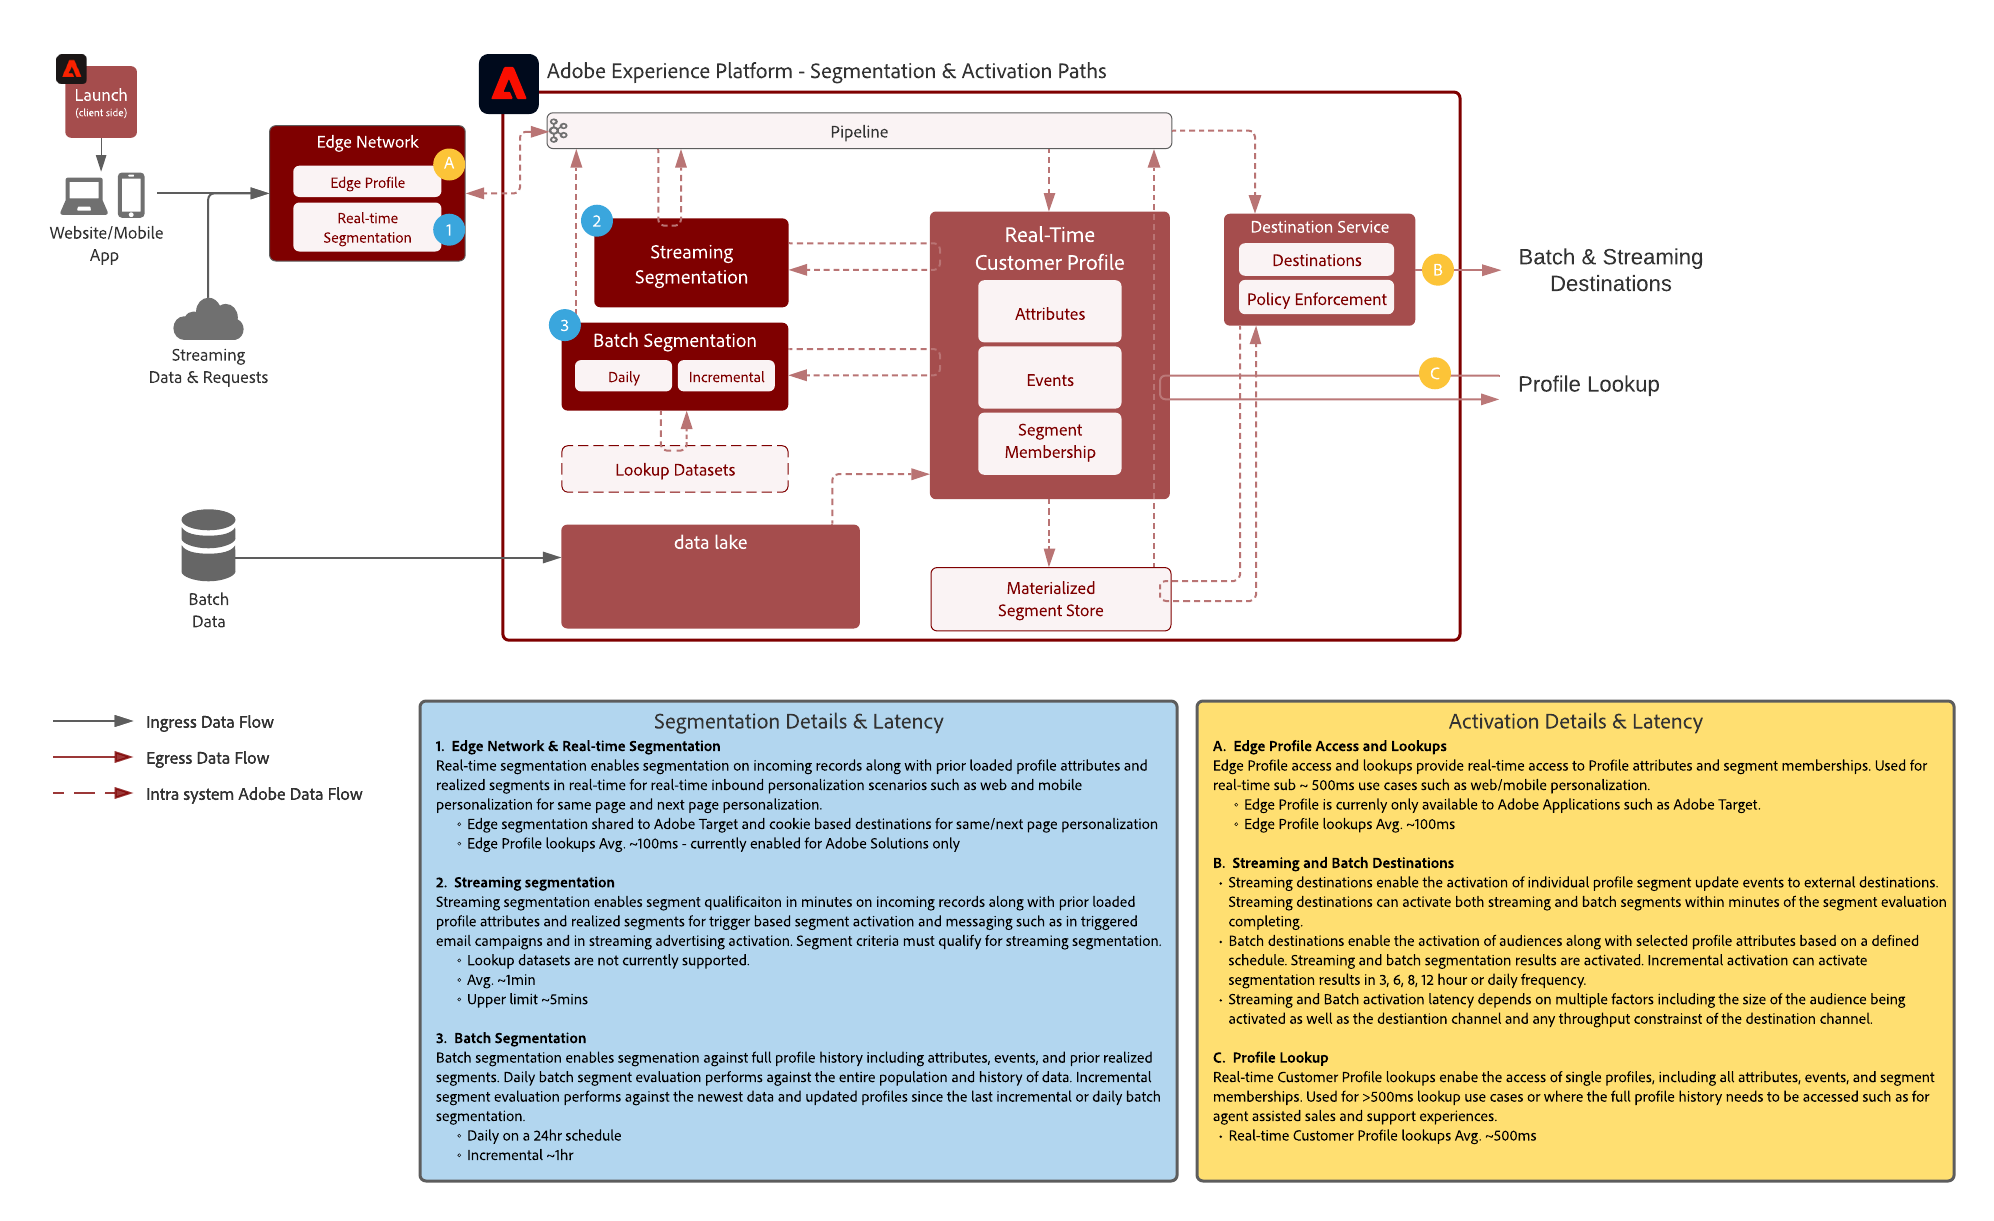 Adobe Experience Platform - Segmentation & Activation Paths
Launch
(client side)
Website/Mobile
App
Streaming
Data & Requests
Batch
Data
Edge Network
A
Edge Profile
Real-time
Segmentation
1
Pipeline
2
Streaming
Segmentation
3
Batch Segmentation
Daily
Incremental
Lookup Datasets
data lake
Real-Time
Customer Profile
Attributes
Events
Segment
Membership
Materialized
Segment Store
Destination Service
Destinations
Policy Enforcement
B
Batch & Streaming
Destinations
C
Profile Lookup
Ingress Data Flow
Egress Data Flow
Intra system Adobe Data Flow
Segmentation Details & Latency
1. Edge Network & Real-time Segmentation
Real-time segmentation enables segmentation on incoming records along with prior loaded profile attributes and
realized segments in real-time for real-time inbound personalization scenarios such as web and mobile
personalization for same page and next page personalization.
◦ Edge segmentation shared to Adobe Target and cookie based destinations for same/next page personalization
◦ Edge Profile lookups Avg. ~100ms - currently enabled for Adobe Solutions only
2. Streaming segmentation
Streaming segmentation enables segment qualificaiton in minutes on incoming records along with prior loaded
profile attributes and realized segments for trigger based segment activation and messaging such as in triggered
email campaigns and in streaming advertising activation. Segment criteria must qualify for streaming segmentation.
◦ Lookup datasets are not currently supported.
◦ Avg. ~1min
◦ Upper limit ~5mins
3. Batch Segmentation
Batch segmentation enables segmenation against full profile history including attributes, events, and prior realized
segments. Daily batch segment evaluation performs against the entire population and history of data. Incremental
segment evaluation performs against the newest data and updated profiles since the last incremental or daily batch
segmentation.
◦ Daily on a 24hr schedule
◦ Incremental ~1hr
Activation Details & Latency
A. Edge Profile Access and Lookups
Edge Profile access and lookups provide real-time access to Profile attributes and segment memberships. Used for
real-time sub ~ 500ms use cases such as web/mobile personalization.
◦ Edge Profile is currently only available to Adobe Applications such as Adobe Target.
◦ Edge Profile lookups Avg. ~100ms
B. Streaming and Batch Destinations
• Streaming destinations enable the activation of individual profile segment update events to external destinations.
Streaming destinations can activate both streaming and batch segments within minutes of the segment evaluation
completing.
• Batch destinations enable the activation of audiences along with selected profile attributes based on a defined
schedule. Streaming and batch segmentation results are activated. Incremental activation can activate
segmentation results in 3, 6, 8, 12 hour or daily frequency.
• Streaming and Batch activation latency depends on multiple factors including the size of the audience being
activated as well as the destiantion channel and any throughput constrainst of the destination channel.
C. Profile Lookup
Real-time Customer Profile lookups enabe the access of single profiles, including all attributes, events, and segment
memberships. Used for >500ms lookup use cases or where the full profile history needs to be accessed such as for
agent assisted sales and support experiences.
• Real-time Customer Profile lookups Avg. ~500ms